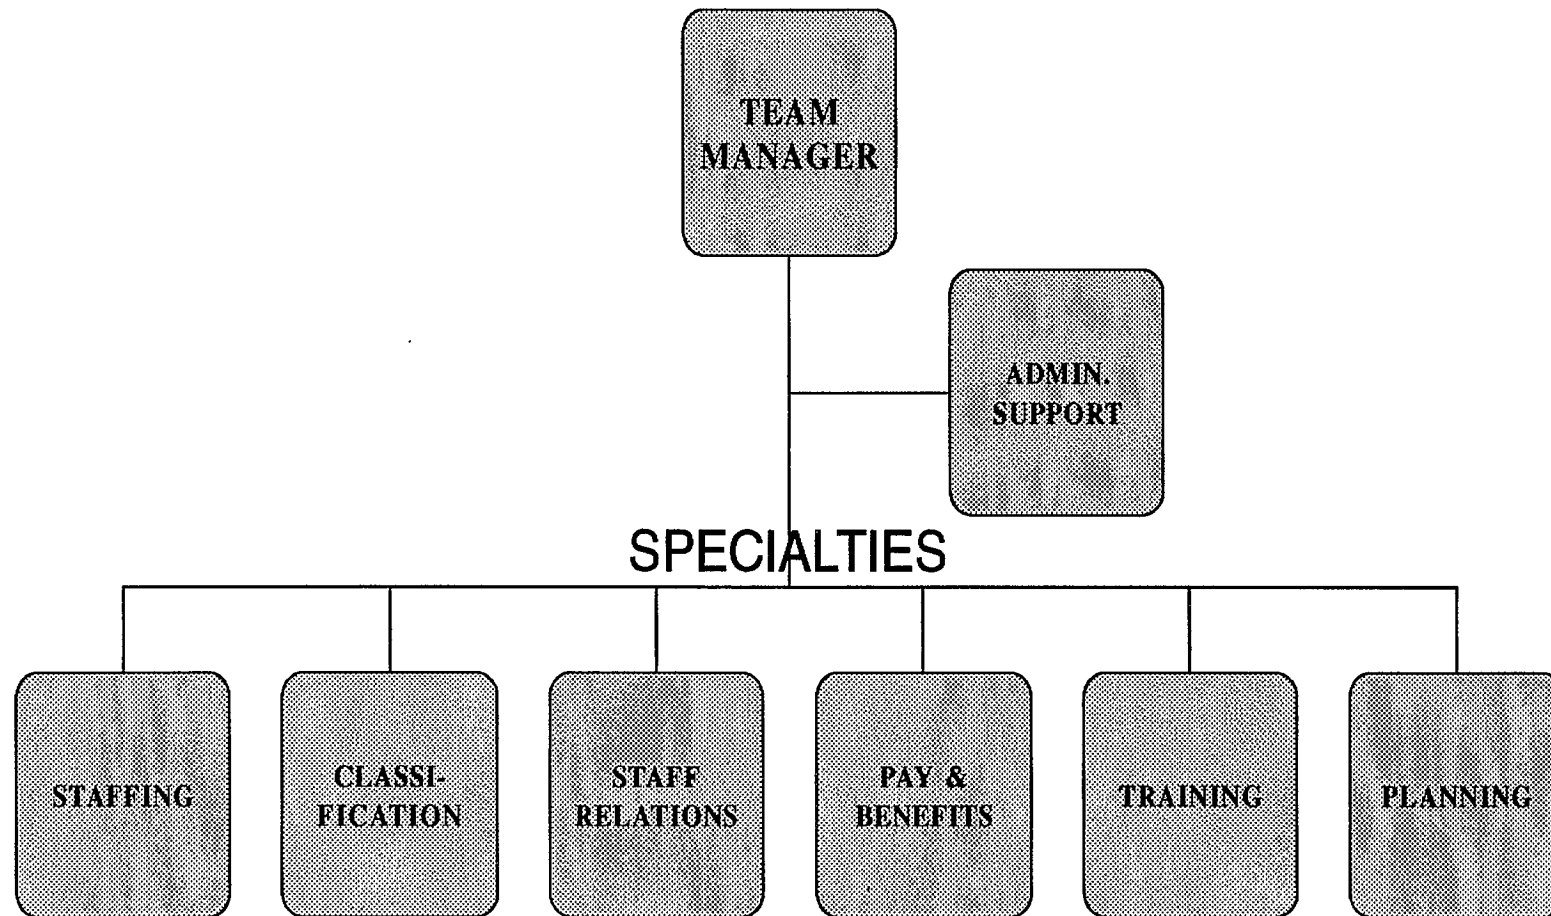 TEAM
MANAGER
ADMIN.
SUPPORT
SPECIALTIES
STAFFING
CLASSI-
FICATION
STAFF
RELATIONS
PAY &
BENEFITS
TRAINING
PLANNING